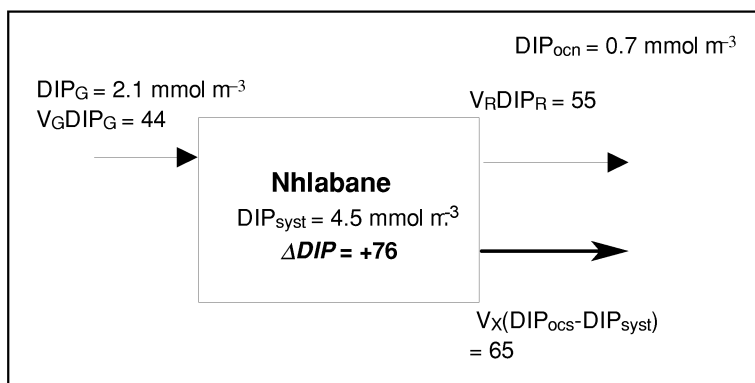 DIPocn = 0.7 mmol m-3
DIPG = 2.1 mmol m-3
VGDIPG = 44
VRDIPR = 55
Nhlabane
DIPsyst = 4.5 mmol m-3
ΔDIP = +76
VX(DIPocs-DIPsyst)
= 65